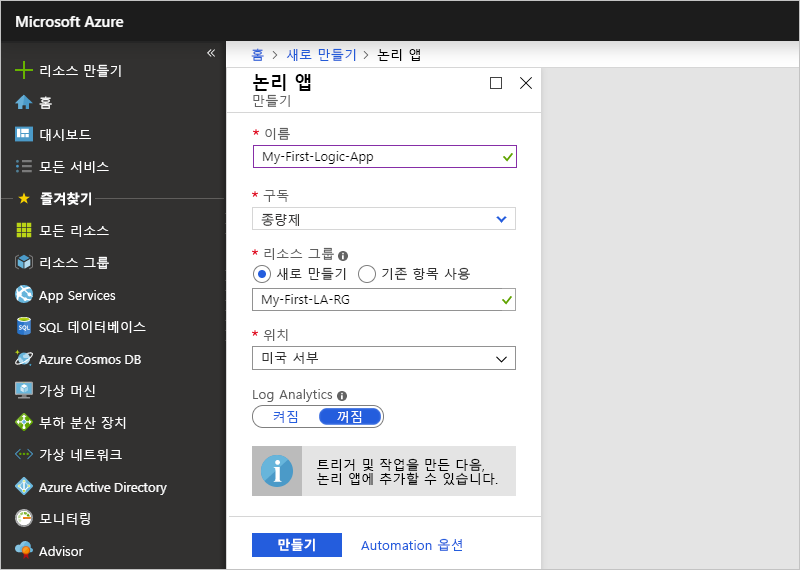 Microsoft Azure
«
리소스 만들기
홈
대시보드
모든 서비스
즐겨찾기
모든 리소스
리소스 그룹
App Services
SQL 데이터베이스
Azure Cosmos DB
가상 머신
부하 분산 장치
가상 네트워크
Azure Active Directory
모니터링
Advisor
홈 > 새로 만들기 > 논리 앱
논리 앱
만들기
* 이름
My-First-Logic-App
* 구독
종량제
* 리소스 그룹
새로 만들기 기존 항목 사용
My-First-LA-RG
* 위치
미국 서부
Log Analytics
켜짐 꺼짐
트리거 및 작업을 만든 다음,
논리 앱에 추가할 수 있습니다.
만들기 Automation 옵션